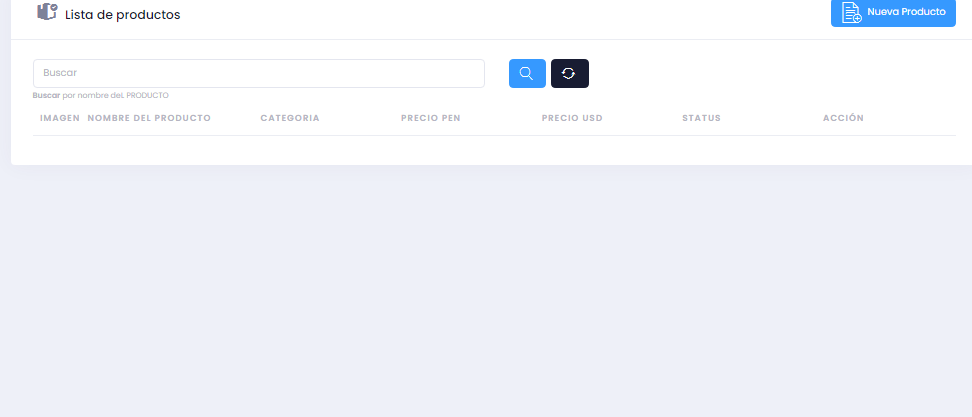 Lista de productos
Nueva Producto
Buscar
Buscar por nombre del PRODUCTO
IMAGEN NOMBRE DEL PRODUCTO CATEGORIA PRECIO PEN PRECIO USD STATUS ACCIÓN